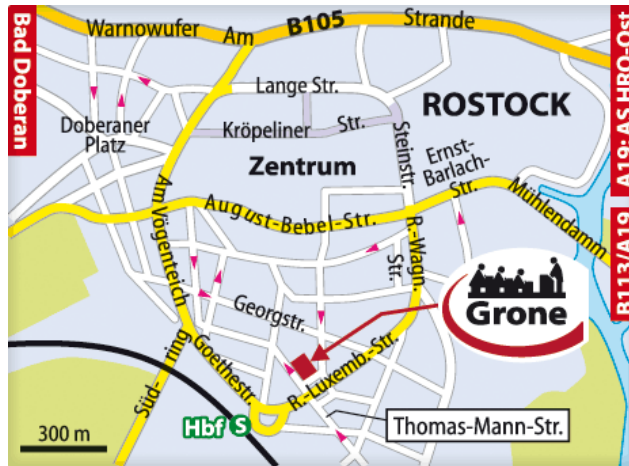 Bad Doberan
Warnowufer
Am
B105
Strande
A19: AS HRO-Ost
Lange Str.
ROSTOCK
Doberaner
Platz
Kröpeliner
Str.
Steinstr.
Zentrum
Ernst-
Barlach-
Str.
Mühlendamm
Am Vögenteich
August-Bebel-Str.
R.-Wagn.
Str.
B113/A19
Georgstr.
Grone
Goethestr.
R.-Luxemb.-Str.
Süd-
ring
Hbf S
Thomas-Mann-Str.
300 m